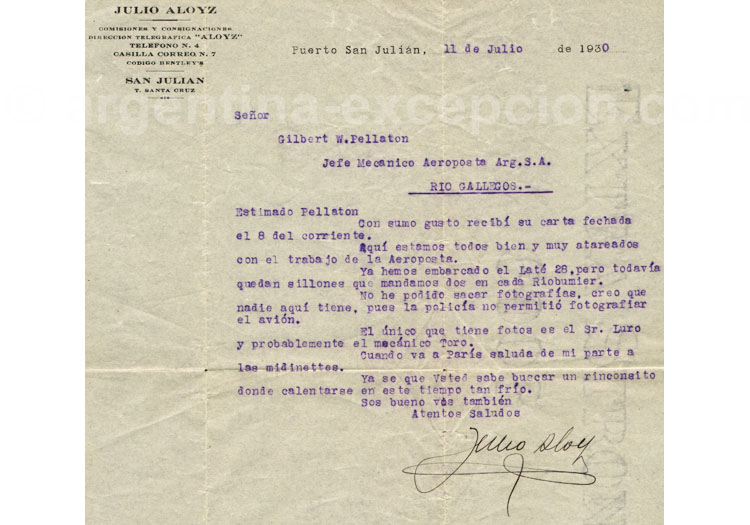 JULIO ALOYZ
COMISIONES Y CONSIGNACIONES
DIRECCION TELEGRAFICA "ALOYZ"
TELEFONO N. 4
CASILLA CORREO N. 7
CODIGO BENTLEY'S
SAN JULIAN
T. SANTA CRUZ
Puerto San Julián, 11 de Julio de 1930
© argentina-excepcion.com
Señor
Gilbert W.Pellaton
Jefe Mecanico Aeroposta Arg.S.A.
RIO GALLEGOS.-
Estimado Pellaton
Con sumo gusto recibí su carta fechada
el 8 del corriente.
Aquí estamos todos bien y muy atareados
con el trabajo de la Aeroposta.
Ya hemos embarcado el Laté 28,pero todavía
quedan sillones que mandamos dos en cada Riobumier.
No he podido sacar fotografías, creo que
nadie aquí tiene, pues la policía no permitió fotografiar
el avión.
El único que tiene fotos es el Sr. Luro
y probablemente el mecánico Toro.
Cuando va a París saluda de mi parte a
las midinettes.
Ya se que Vsted sabe buccar un rinconsito
donde calentarse en este tiempo tan frío.
Sos bueno vos también
Atentos Saludos
Julio Aloy